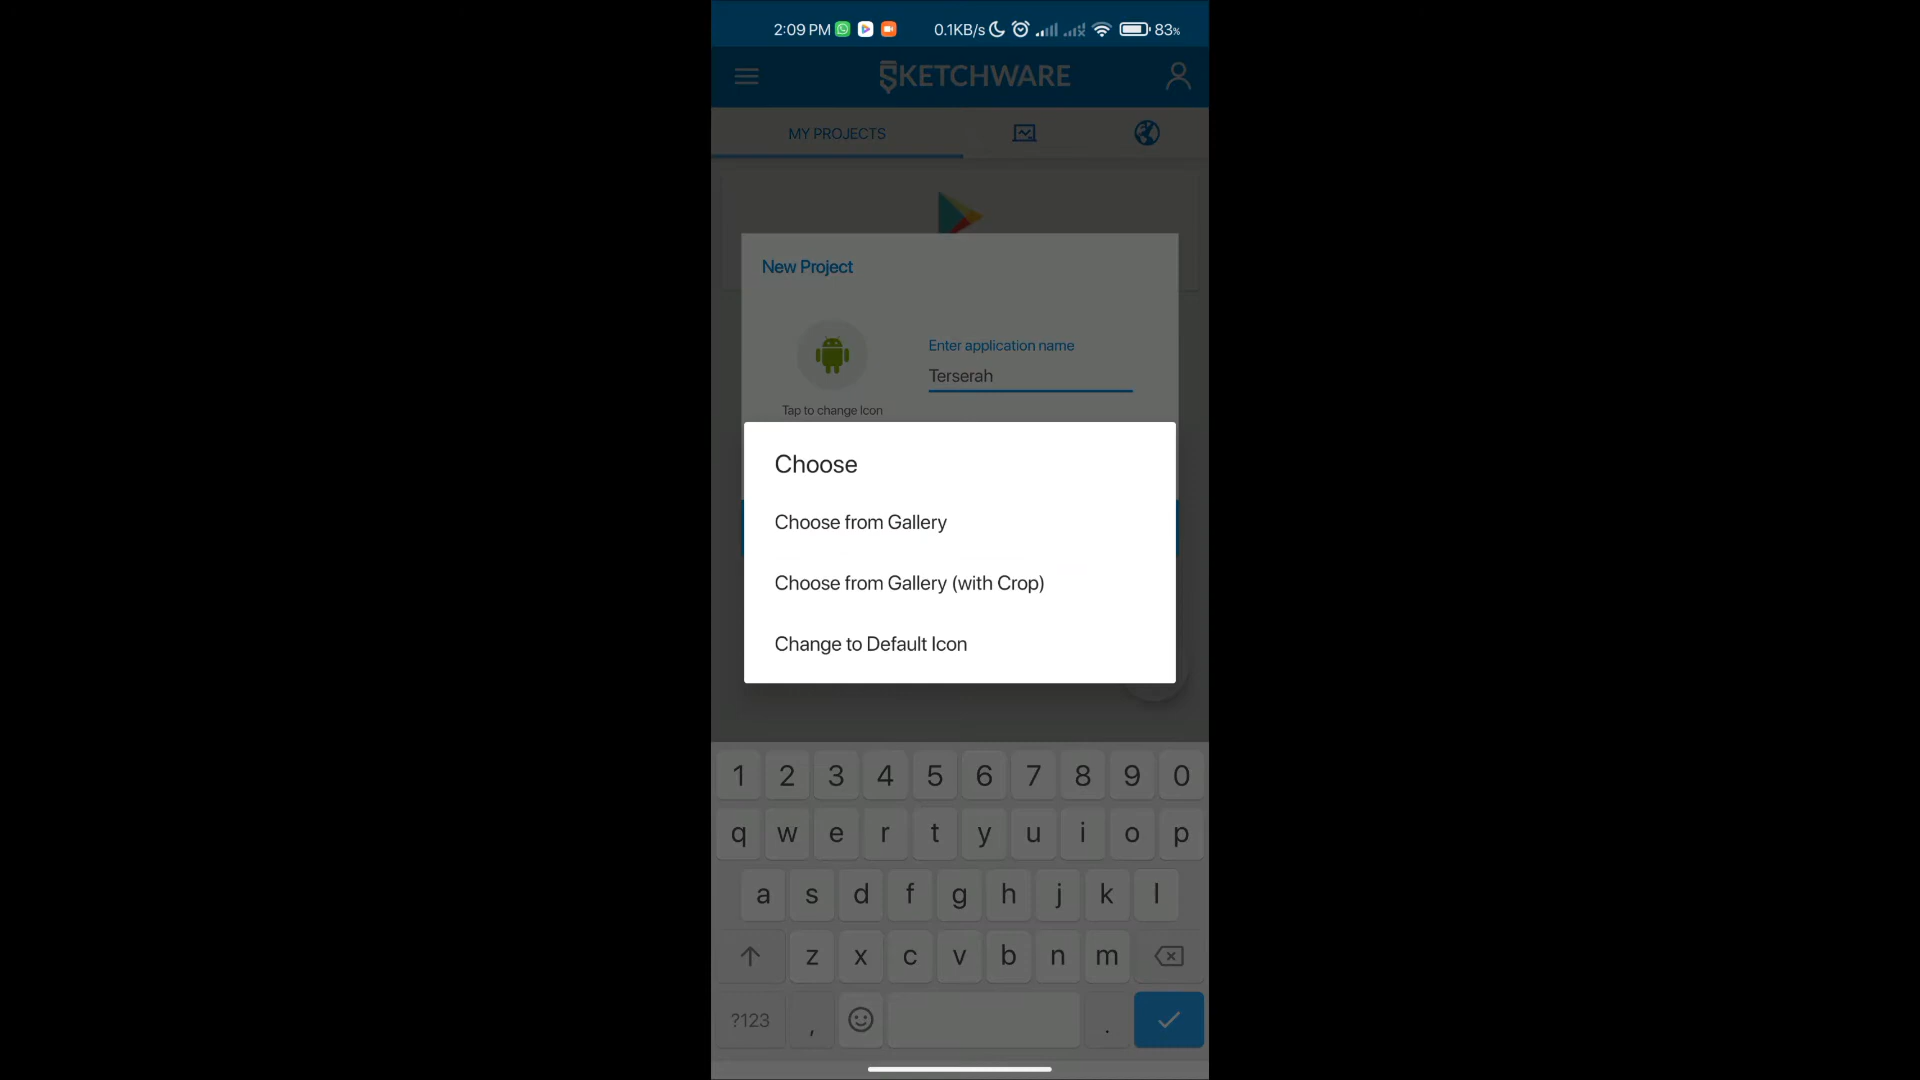 2:09 PM 0.1KB/s 83%
SKETCHWARE
MY PROJECTS
New Project
Enter application name
Terserah
Tap to change Icon
Choose
Choose from Gallery
Choose from Gallery (with Crop)
Change to Default Icon
1 2 3 4 5 6 7 8 9 0
q w e r t y u i o p
a s d f g h j k l
z x c v b n m
?123 , .